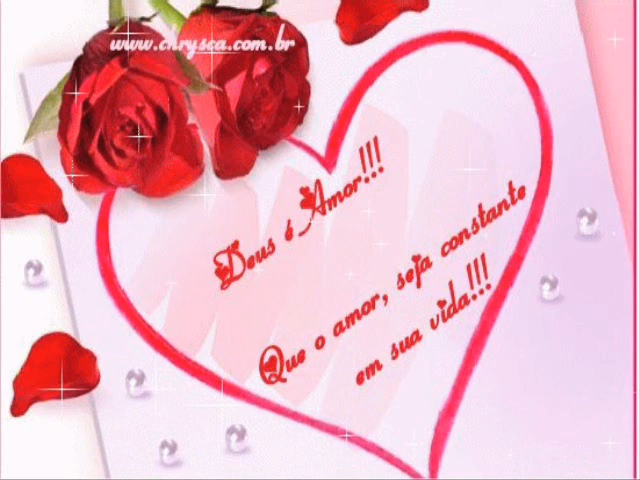 www.chrysca.com.br
Deus é Amor!!!
Que o amor, seja constante
em sua vida!!!